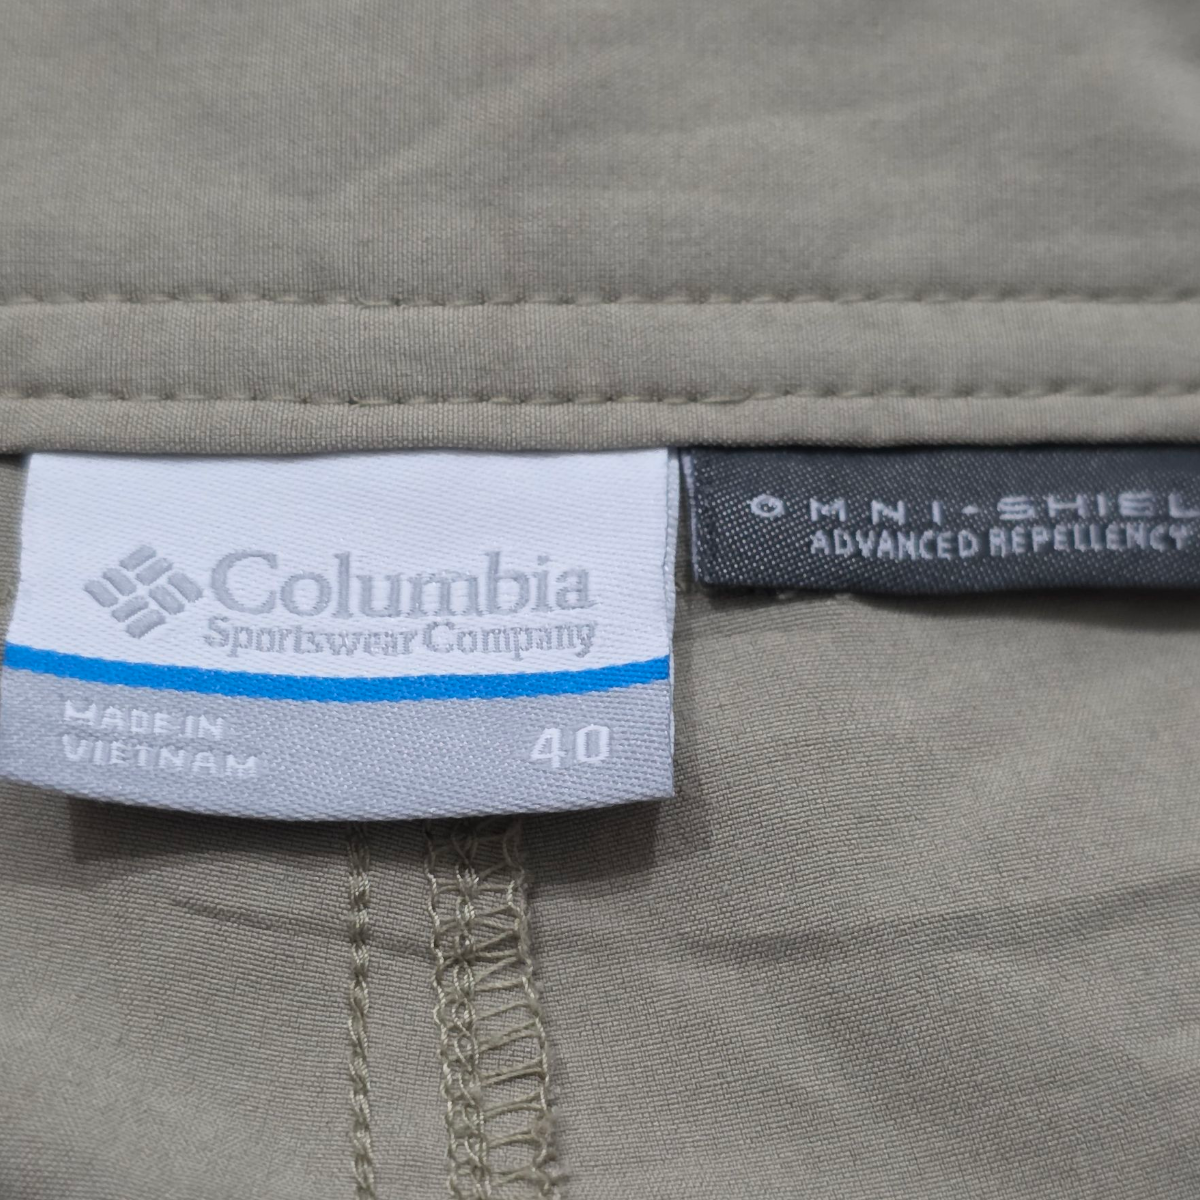 Columbia
Sportswear Company
MADE IN
VIETNAM
40
OMNI-SHIEL
ADVANCED REPELLENCY